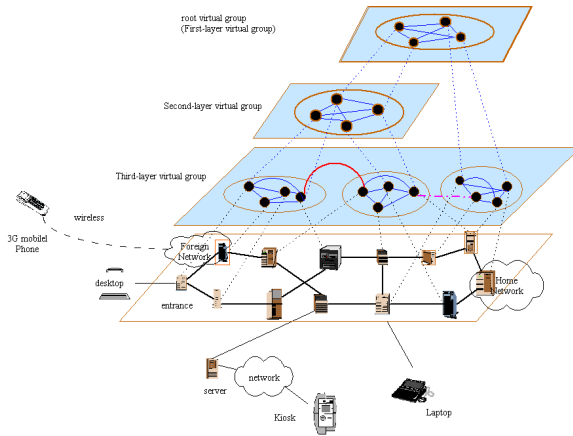 root virtual group
(First-layer virtual group)
Second-layer virtual group
Third-layer virtual group
wireless
3G mobilel
Phone
Foreign
Network
desktop
entrance
Home
Network
server
network
Kiosk
Laptop